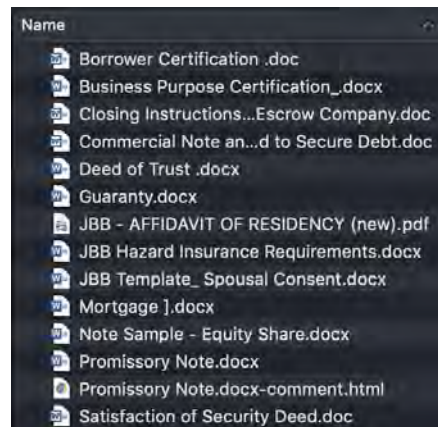 Name
Borrower Certification .doc
Business Purpose Certification_.docx
Closing Instructions...Escrow Company.doc
Commercial Note an...d to Secure Debt.doc
Deed of Trust .docx
Guaranty.docx
JBB - AFFIDAVIT OF RESIDENCY (new).pdf
JBB Hazard Insurance Requirements.docx
JBB Template_ Spousal Consent.docx
Mortgage ].docx
Note Sample - Equity Share.docx
Promissory Note.docx
Promissory Note.docx-comment.html
Satisfaction of Security Deed.doc